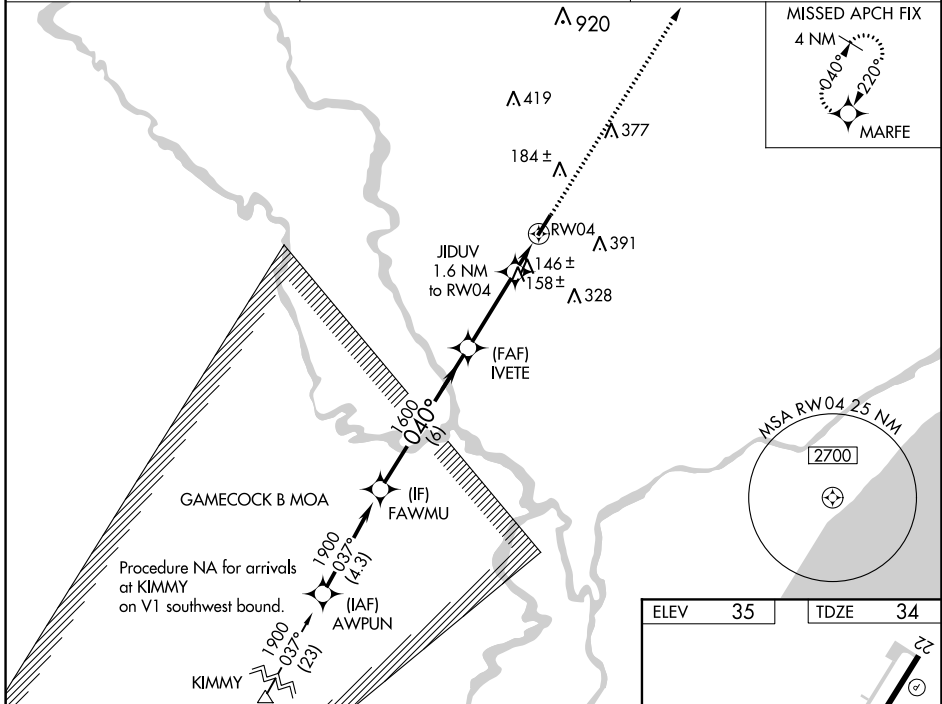 920
MISSED APCH FIX
4 NM
040°
220°
MARFE
419
377
184 ±
RW04
391
JIDUV
1.6 NM
to RW04
146 ±
158 ±
328
(FAF)
IVETE
1600
040°
(6)
MSA RW04 25 NM
2700
GAMECOCK B MOA
(IF)
FAWMU
1900
037°
(4.3)
Procedure NA for arrivals
at KIMMY
on V1 southwest bound.
(IAF)
AWPUN
1900
037°
(23)
KIMMY
ELEV 35
TDZE 34
22